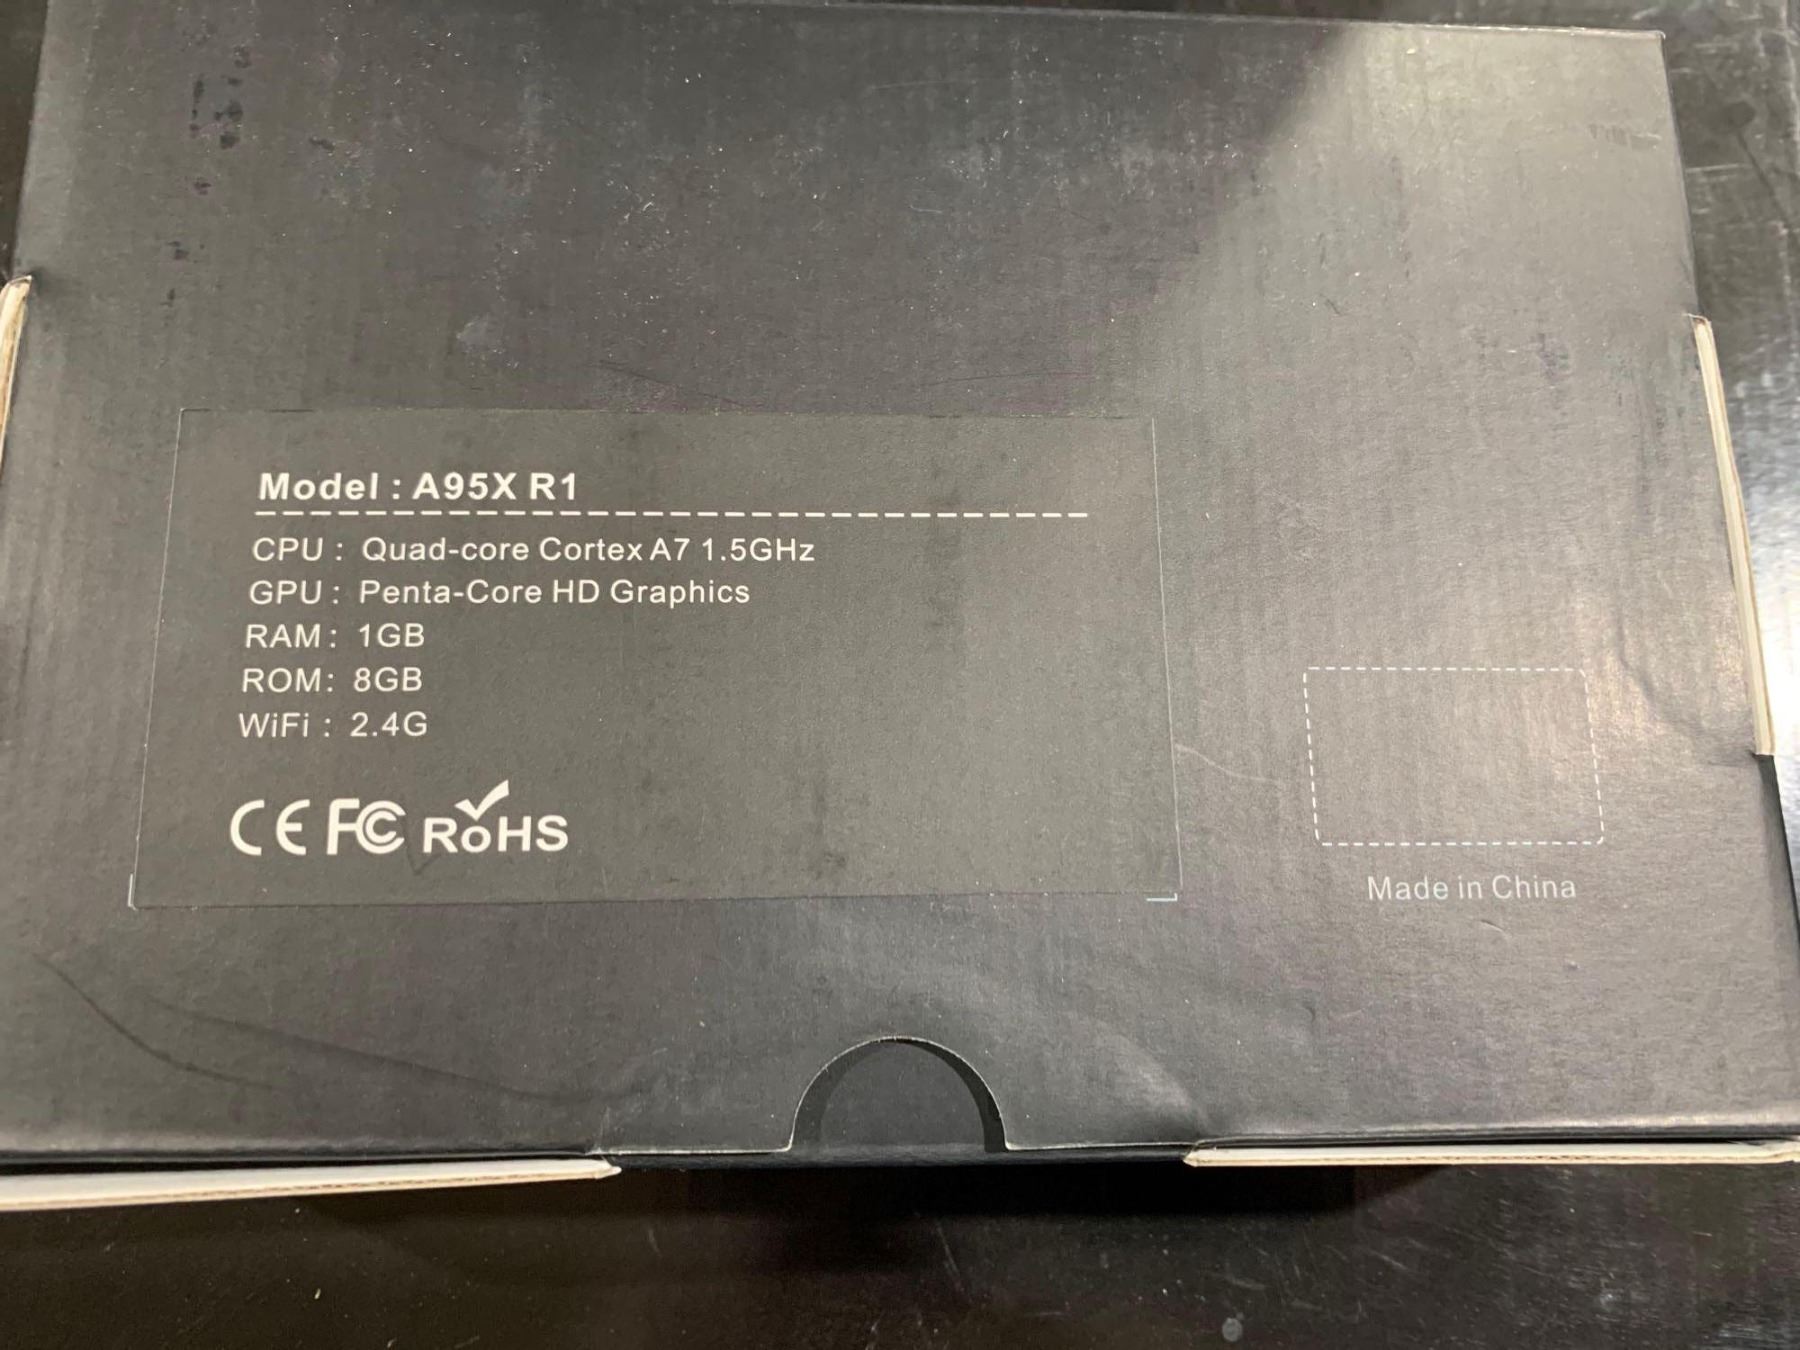 Model : A95X R1
CPU : Quad-core Cortex A7 1.5GHz
GPU : Penta-Core HD Graphics
RAM : 1GB
ROM: 8GB
WiFi : 2.4G
CE FC RoHS
Made in China